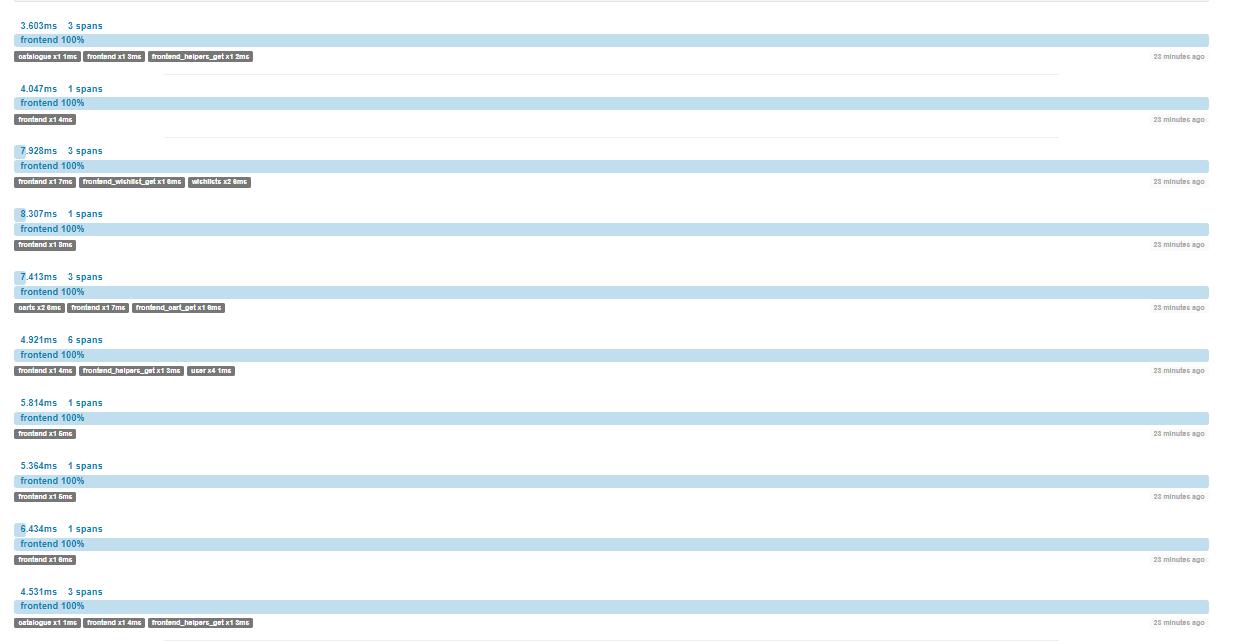 3.603ms 3 spans
frontend 100%
catalogue x1 1ms frontend x1 3ms frontend_helpers_get x1 2ms 23 minutes ago
4.047ms 1 spans
frontend 100%
frontend x1 4ms 23 minutes ago
7.928ms 3 spans
frontend 100%
frontend x1 7ms frontend_wishlist_get x1 6ms wishlists x2 6ms 23 minutes ago
8.307ms 1 spans
frontend 100%
frontend x1 8ms 23 minutes ago
7.413ms 3 spans
frontend 100%
carts x2 6ms frontend x1 7ms frontend_cart_get x1 6ms 23 minutes ago
4.921ms 6 spans
frontend 100%
frontend x1 4ms frontend_helpers_get x1 3ms user x4 1ms 23 minutes ago
5.814ms 1 spans
frontend 100%
frontend x1 5ms 23 minutes ago
5.364ms 1 spans
frontend 100%
frontend x1 5ms 23 minutes ago
6.434ms 1 spans
frontend 100%
frontend x1 6ms 23 minutes ago
4.531ms 3 spans
frontend 100%
catalogue x1 1ms frontend x1 4ms frontend_helpers_get x1 3ms 23 minutes ago